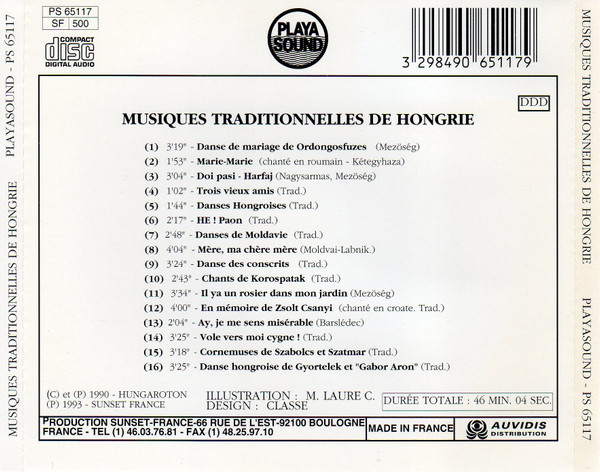 PS 65117
SF 500
COMPACT
disc
DIGITAL AUDIO
PLAYA
SOUND
3 298490 651179
DDD
MUSIQUES TRADITIONNELLES DE HONGRIE
(1) 3'19" - Danse de mariage de Ordongosfuzes (Mezöség)
(2) 1'53" - Marie-Marie (chanté en roumain - Kétegyhaza)
(3) 3'04" - Doi pasi - Harfaj (Nagysarmas, Mezöség)
(4) 1'02" - Trois vieux amis (Trad.)
(5) 1'44" - Danses Hongroises (Trad.)
(6) 2'17" - HE ! Paon (Trad.)
(7) 2'48" - Danses de Moldavie (Trad.)
(8) 4'04" - Mère, ma chère mère (Moldvai-Labnik.)
(9) 3'24" - Danse des conscrits (Trad.)
(10) 2'43" - Chants de Korospatak (Trad.)
(11) 3'34" - Il ya un rosier dans mon jardin (Mezöség)
(12) 4'00" - En mémoire de Zsolt Csanyi (chanté en croate. Trad.)
(13) 2'04" - Ay, je me sens misérable (Barslédec)
(14) 3'25" - Vole vers moi cygne ! (Trad.)
(15) 3'18" - Cornemuses de Szabolcs et Szatmar (Trad.)
(16) 3'25" - Danse hongroise de Gyortelek et "Gabor Aron" (Trad.)
(C) et (P) 1990 - HUNGAROTON
(P) 1993 - SUNSET FRANCE
ILLUSTRATION : M. LAURE C.
DESIGN : CLASSE
DURÉE TOTALE : 46 MIN. 04 SEC.
PRODUCTION SUNSET-FRANCE-66 RUE DE L'EST-92100 BOULOGNE
FRANCE - TEL (1) 46.03.76.81 - FAX (1) 48.25.97.10
MADE IN FRANCE
AUVIDIS
DISTRIBUTION
MUSIQUES TRADITIONNELLES DE HONGRIE PLAYASOUND - PS 65117
MUSIQUES TRADITIONNELLES DE HONGRIE PLAYASOUND - PS 65117